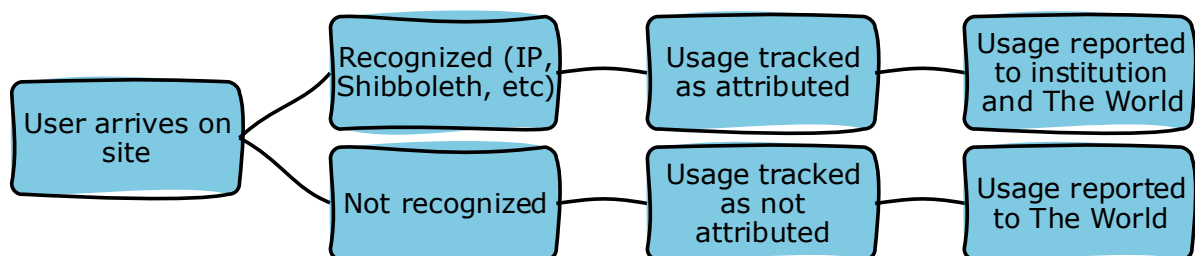 User arrives on
site
Recognized (IP,
Shibboleth, etc)
Usage tracked
as attributed
Usage reported
to institution
and The World
Not recognized
Usage tracked
as not
attributed
Usage reported
to The World